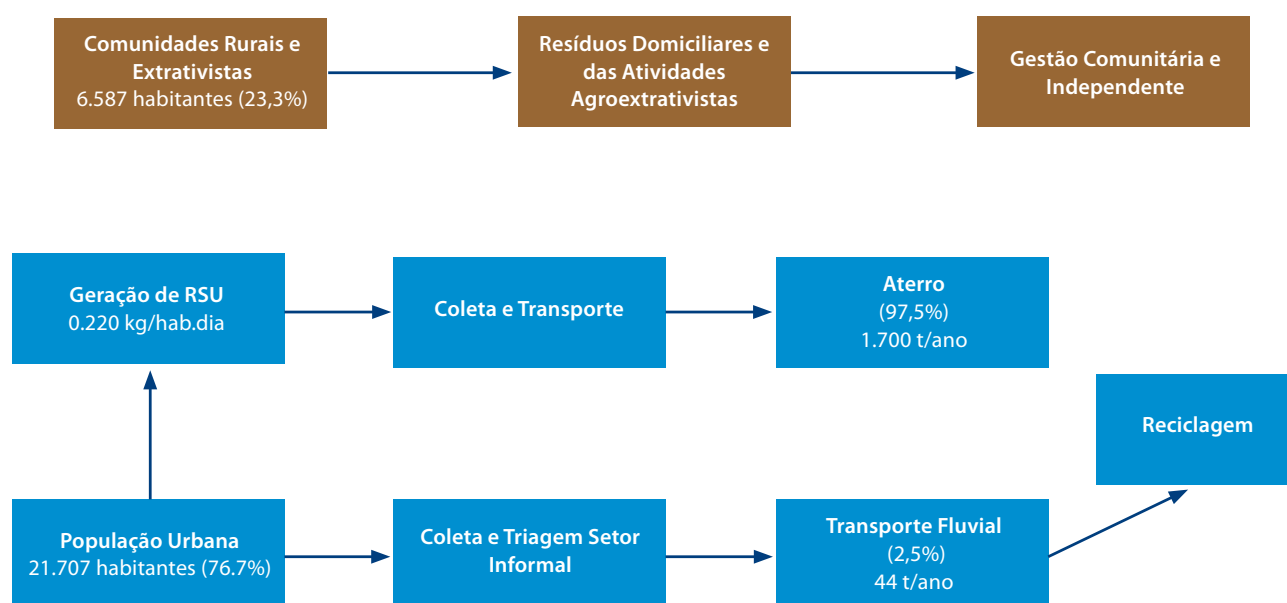 Comunidades Rurais e
Extrativistas
6.587 habitantes (23,3%)
Resíduos Domiciliares e
das Atividades
Agroextrativistas
Gestão Comunitária e
Independente
Geração de RSU
0.220 kg/hab.dia
Coleta e Transporte
Aterro
(97,5%)
1.700 t/ano
Reciclagem
População Urbana
21.707 habitantes (76.7%)
Coleta e Triagem Setor
Informal
Transporte Fluvial
(2,5%)
44 t/ano